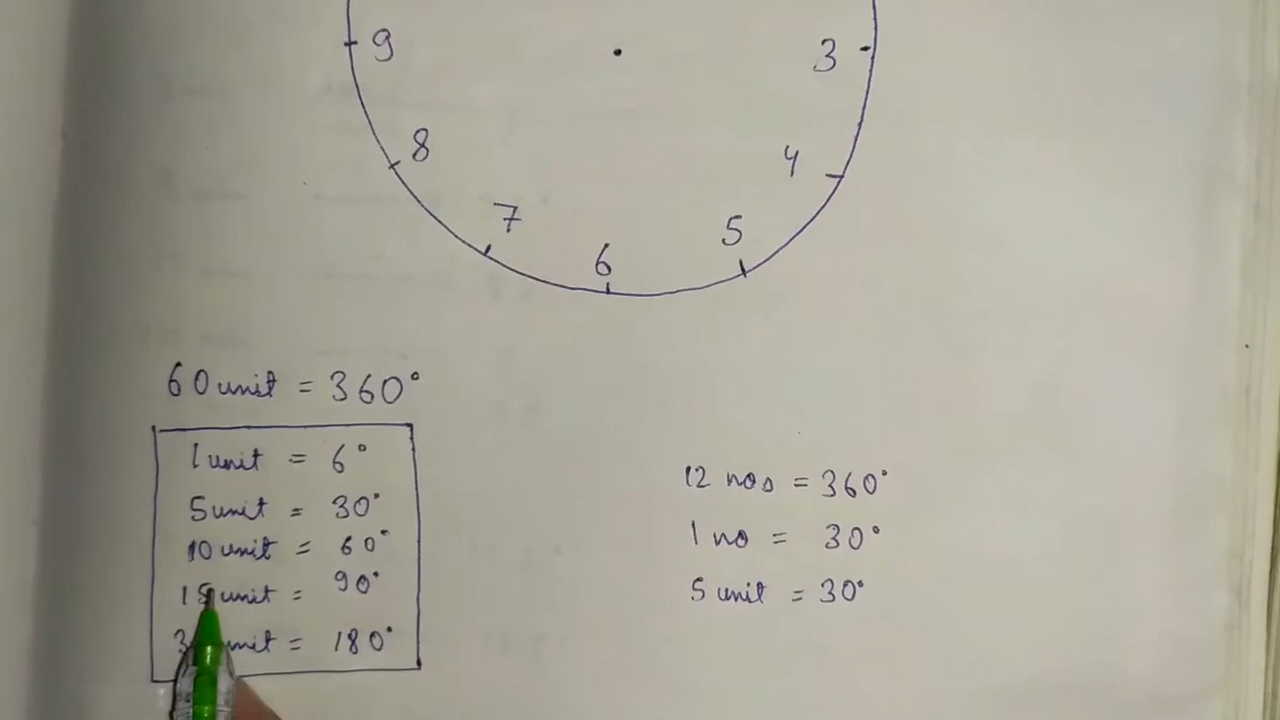 9
3
8
4
7
5
6
60 unit = 360°
1 unit = 6°
5 unit = 30°
10 unit = 60°
15 unit = 90°
unit = 180°
12 nos = 360°
1 no = 30°
5 unit = 30°